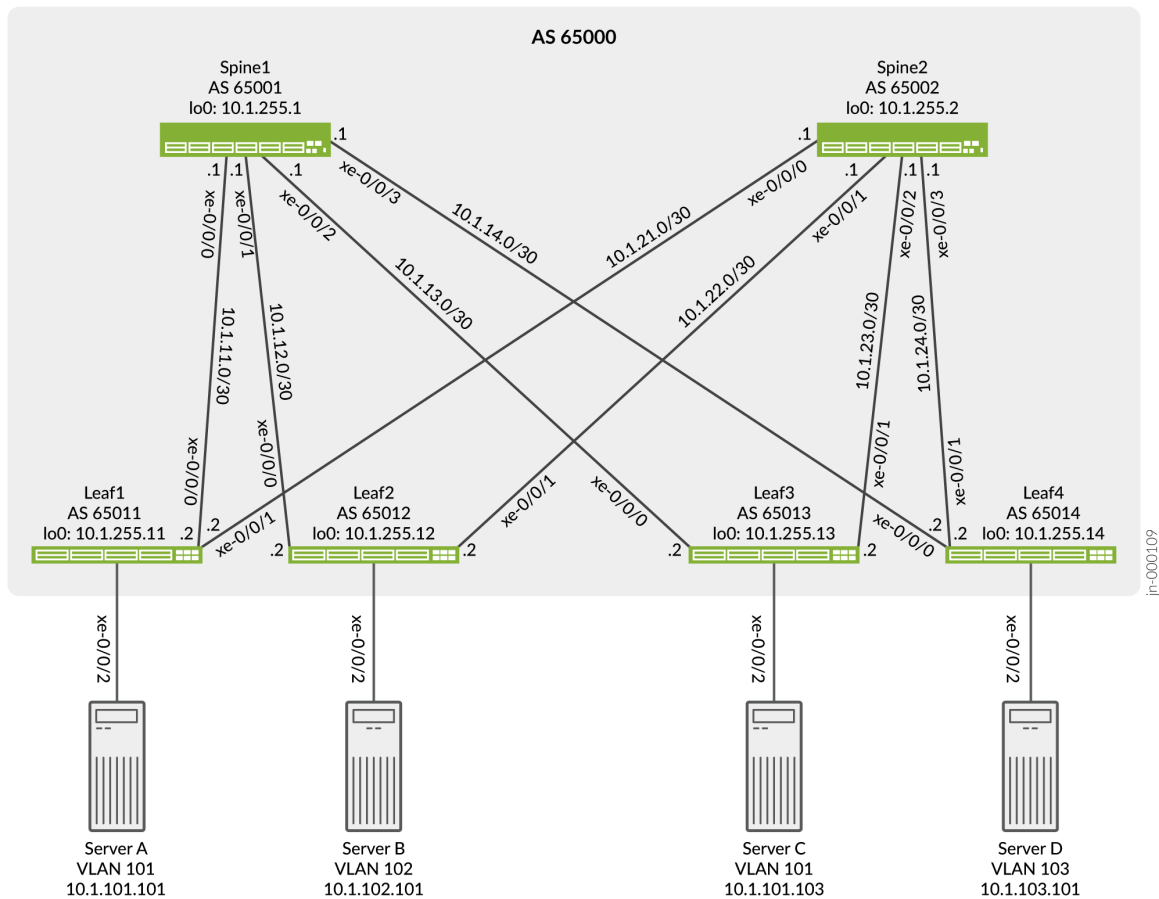 AS 65000
Spine1
AS 65001
lo0: 10.1.255.1
Spine2
AS 65002
lo0: 10.1.255.2
.1
.1
.1
.1
.1
.1
.1
.1
xe-0/0/0
xe-0/0/1
xe-0/0/2
xe-0/0/3
xe-0/0/0
xe-0/0/1
xe-0/0/2
xe-0/0/3
10.1.11.0/30
10.1.12.0/30
10.1.13.0/30
10.1.14.0/30
10.1.21.0/30
10.1.22.0/30
10.1.23.0/30
10.1.24.0/30
xe-0/0/0
xe-0/0/1
xe-0/0/0
xe-0/0/1
xe-0/0/0
xe-0/0/1
xe-0/0/0
xe-0/0/1
Leaf1
AS 65011
lo0: 10.1.255.11
.2
.2
Leaf2
AS 65012
lo0: 10.1.255.12
.2
.2
Leaf3
AS 65013
lo0: 10.1.255.13
.2
.2
Leaf4
AS 65014
lo0: 10.1.255.14
.2
.2
jn-000109
xe-0/0/2
xe-0/0/2
xe-0/0/2
xe-0/0/2
Server A
VLAN 101
10.1.101.101
Server B
VLAN 102
10.1.102.101
Server C
VLAN 101
10.1.101.103
Server D
VLAN 103
10.1.103.101